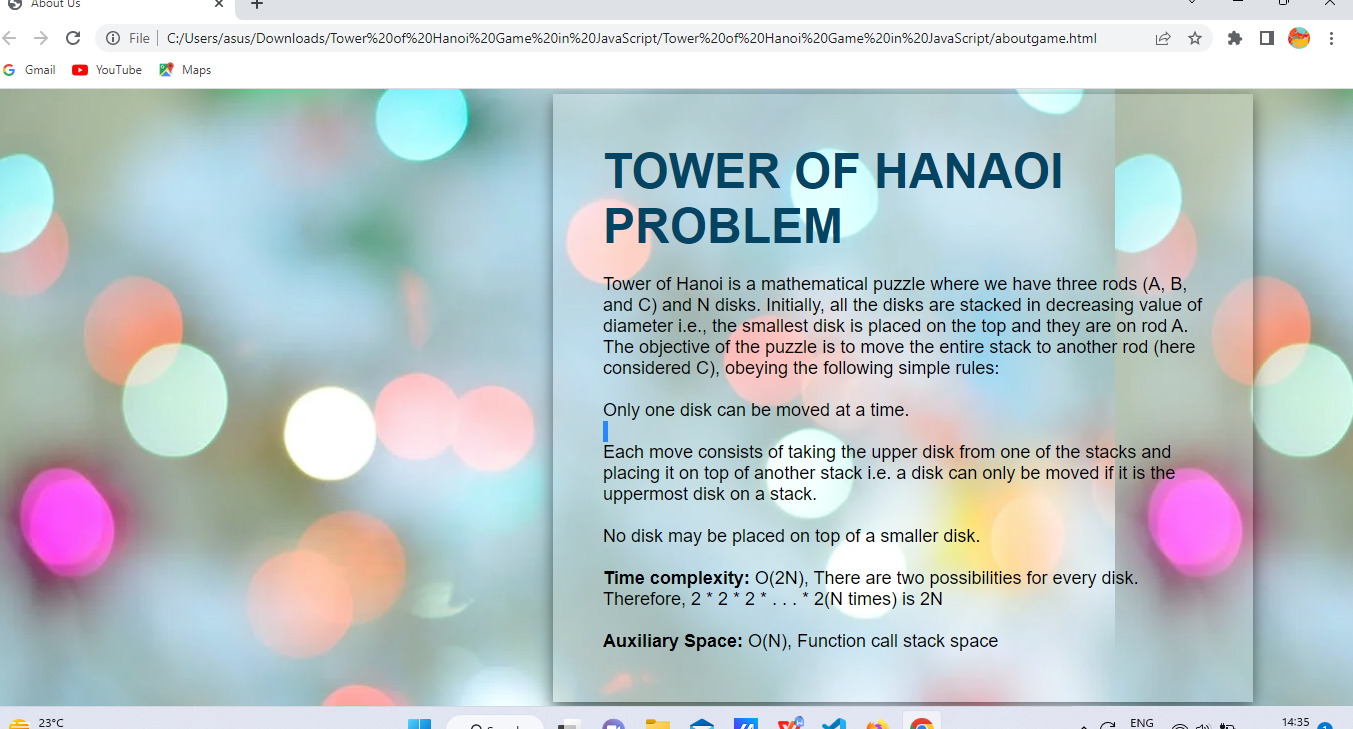 About Us
File
C:/Users/asus/Downloads/Tower%20of%20Hanoi%20Game%20in%20JavaScript/Tower%20of%20Hanoi%20Game%20in%20JavaScript/aboutgame.html
Gmail YouTube Maps
TOWER OF HANAOI
PROBLEM
Tower of Hanoi is a mathematical puzzle where we have three rods (A, B,
and C) and N disks. Initially, all the disks are stacked in decreasing value of
diameter i.e., the smallest disk is placed on the top and they are on rod A.
The objective of the puzzle is to move the entire stack to another rod (here
considered C), obeying the following simple rules:
Only one disk can be moved at a time.
Each move consists of taking the upper disk from one of the stacks and
placing it on top of another stack i.e. a disk can only be moved if it is the
uppermost disk on a stack.
No disk may be placed on top of a smaller disk.
Time complexity: O(2N), There are two possibilities for every disk.
Therefore, 2 * 2 * 2 * . . . * 2(N times) is 2N
Auxiliary Space: O(N), Function call stack space
23°C
ENG
14:35